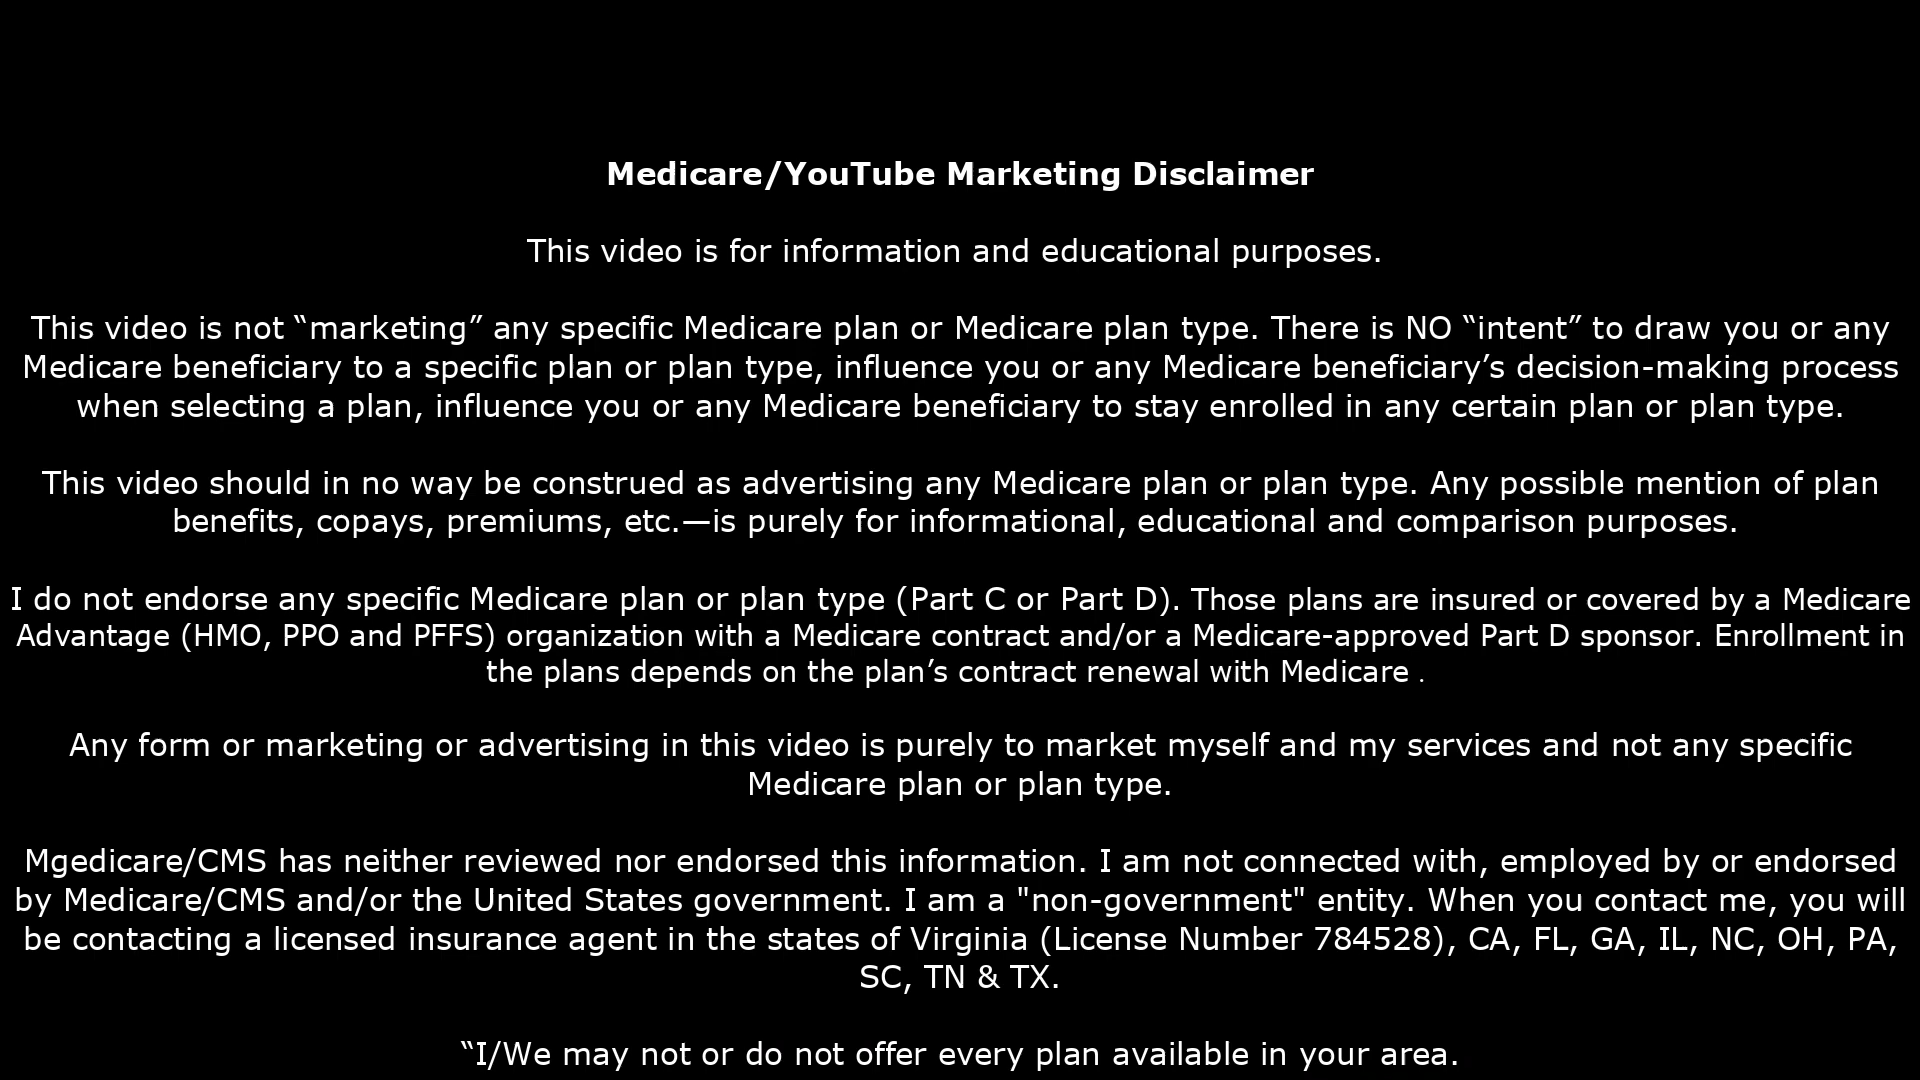 Medicare/YouTube Marketing Disclaimer
This video is for information and educational purposes.
This video is not “marketing” any specific Medicare plan or Medicare plan type. There is NO “intent” to draw you or any
Medicare beneficiary to a specific plan or plan type, influence you or any Medicare beneficiary’s decision-making process
when selecting a plan, influence you or any Medicare beneficiary to stay enrolled in any certain plan or plan type.
This video should in no way be construed as advertising any Medicare plan or plan type. Any possible mention of plan
benefits, copays, premiums, etc.—is purely for informational, educational and comparison purposes.
I do not endorse any specific Medicare plan or plan type (Part C or Part D). Those plans are insured or covered by a Medicare
Advantage (HMO, PPO and PFFS) organization with a Medicare contract and/or a Medicare-approved Part D sponsor. Enrollment in
the plans depends on the plan’s contract renewal with Medicare .
Any form or marketing or advertising in this video is purely to market myself and my services and not any specific
Medicare plan or plan type.
Mgedicare/CMS has neither reviewed nor endorsed this information. I am not connected with, employed by or endorsed
by Medicare/CMS and/or the United States government. I am a "non-government" entity. When you contact me, you will
be contacting a licensed insurance agent in the states of Virginia (License Number 784528), CA, FL, GA, IL, NC, OH, PA,
SC, TN & TX.
“I/We may not or do not offer every plan available in your area.